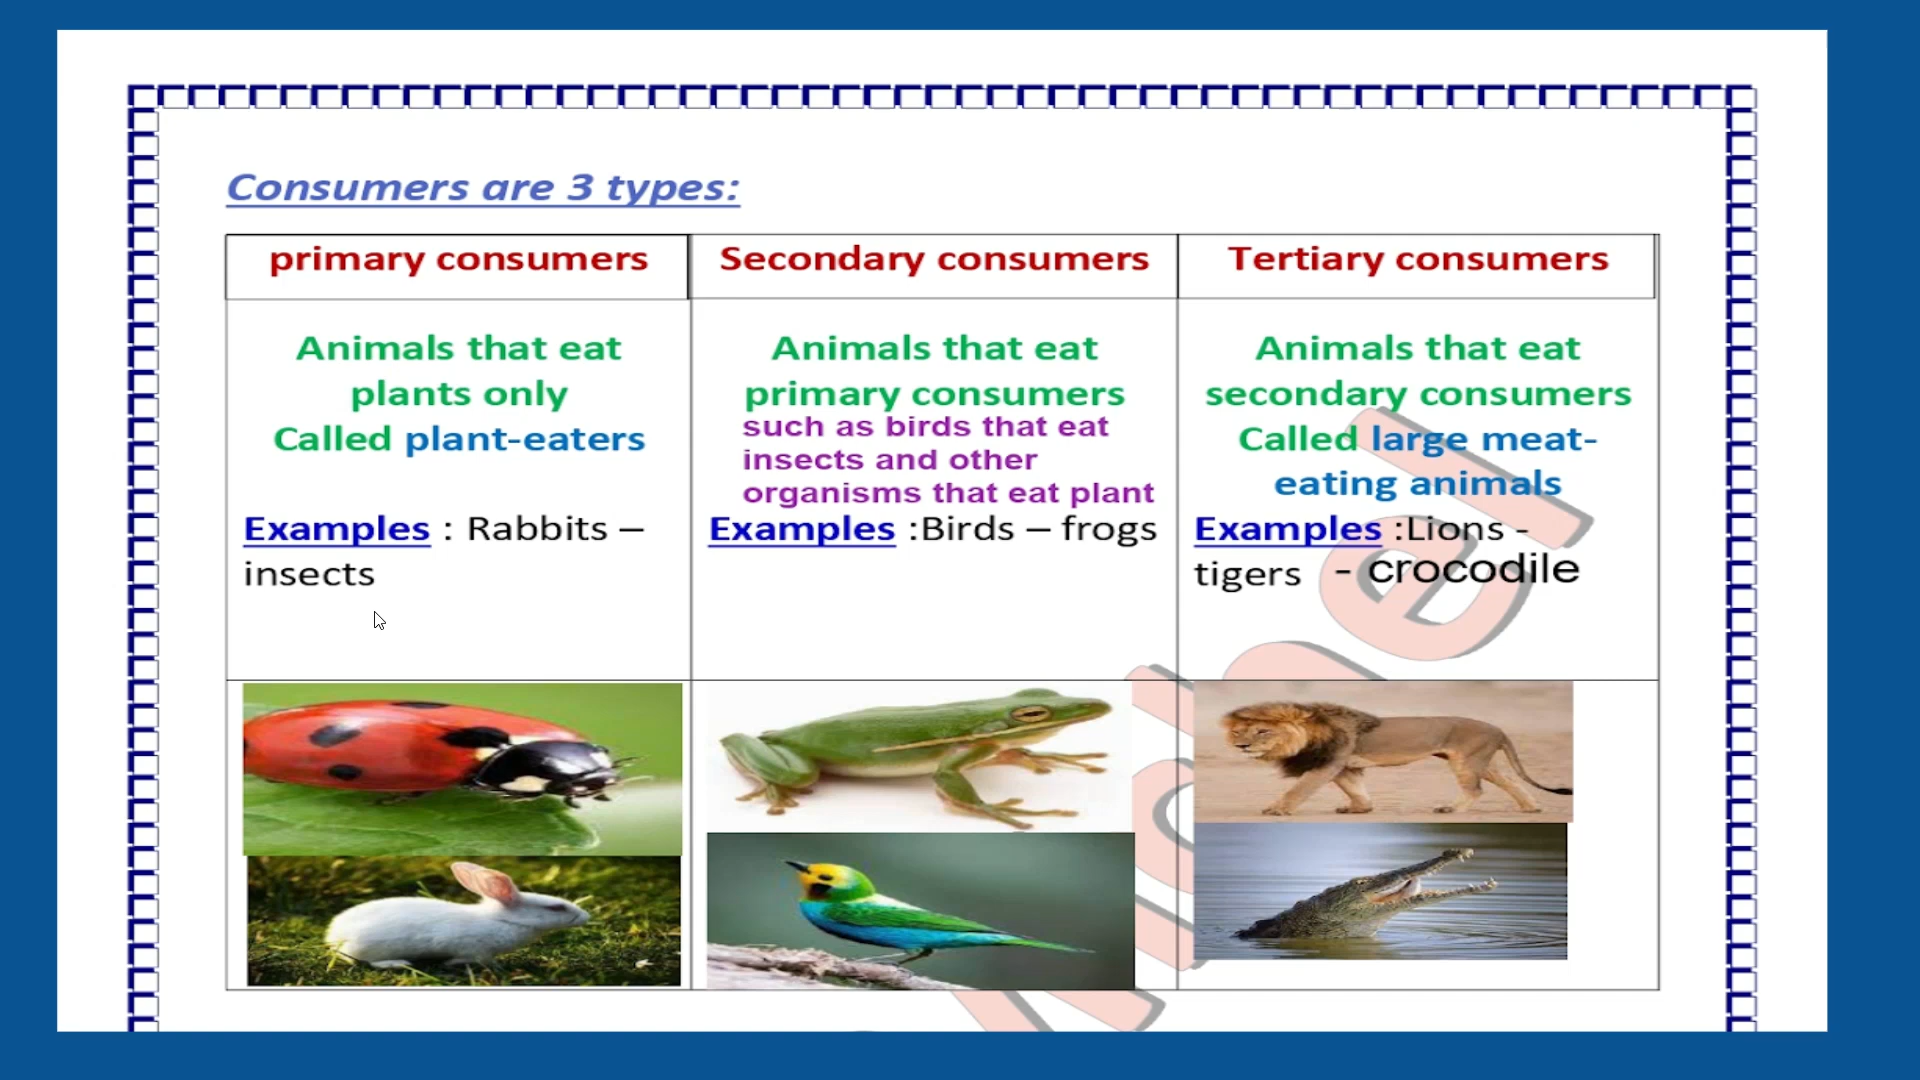 Consumers are 3 types:
primary consumers
Secondary consumers
Tertiary consumers
Animals that eat
plants only
Called plant-eaters
Examples : Rabbits –
insects
Animals that eat
primary consumers
such as birds that eat
insects and other
organisms that eat plant
Examples :Birds – frogs
Animals that eat
secondary consumers
Called large meat-
eating animals
Examples :Lions -
tigers - crocodile